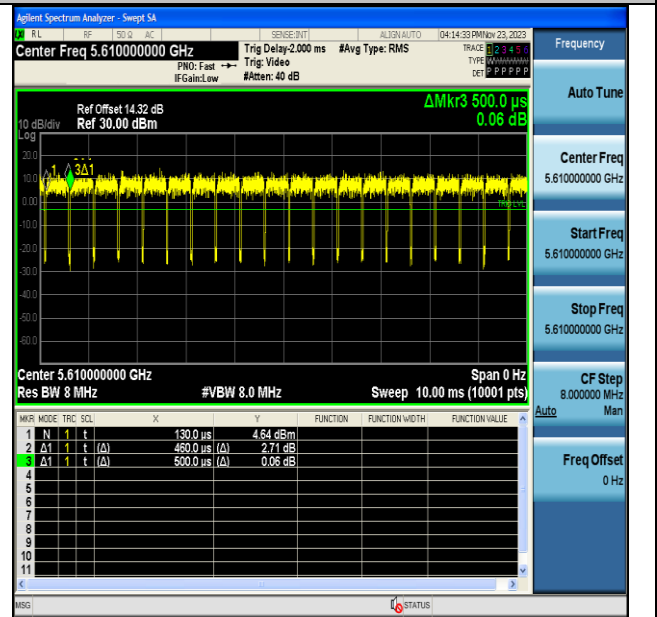 Agilent Spectrum Analyzer - Swept SA
RL RF 50 Ω AC SENSE:INT ALIGN AUTO 04:14:33 PM Nov 23, 2023
Center Freq 5.610000000 GHz Trig Delay-2.000 ms #Avg Type: RMS TRACE 1 2 3 4 5 6
PNO: Fast Trig: Video TYPE
IFGain:Low #Atten: 40 dB DET P P P P P P
ΔMkr3 500.0 µs
0.06 dB
Ref Offset 14.32 dB
10 dB/div Ref 30.00 dBm
Log
20.0
10.0
0.00
-10.0
-20.0
-30.0
-40.0
-50.0
-60.0
1 3Δ1
TRIG LVL
Center 5.610000000 GHz Span 0 Hz
Res BW 8 MHz #VBW 8.0 MHz Sweep 10.00 ms (10001 pts)
MKR MODE TRC SCL X Y FUNCTION FUNCTION WIDTH FUNCTION VALUE
1 N 1 t 130.0 µs 4.64 dBm
2 Δ1 1 t (Δ) 460.0 µs (Δ) 2.71 dB
3 Δ1 1 t (Δ) 500.0 µs (Δ) 0.06 dB
4
5
6
7
8
9
10
11
MSG STATUS
Frequency
Auto Tune
Center Freq
5.610000000 GHz
Start Freq
5.610000000 GHz
Stop Freq
5.610000000 GHz
CF Step
8.000000 MHz
Auto Man
Freq Offset
0 Hz